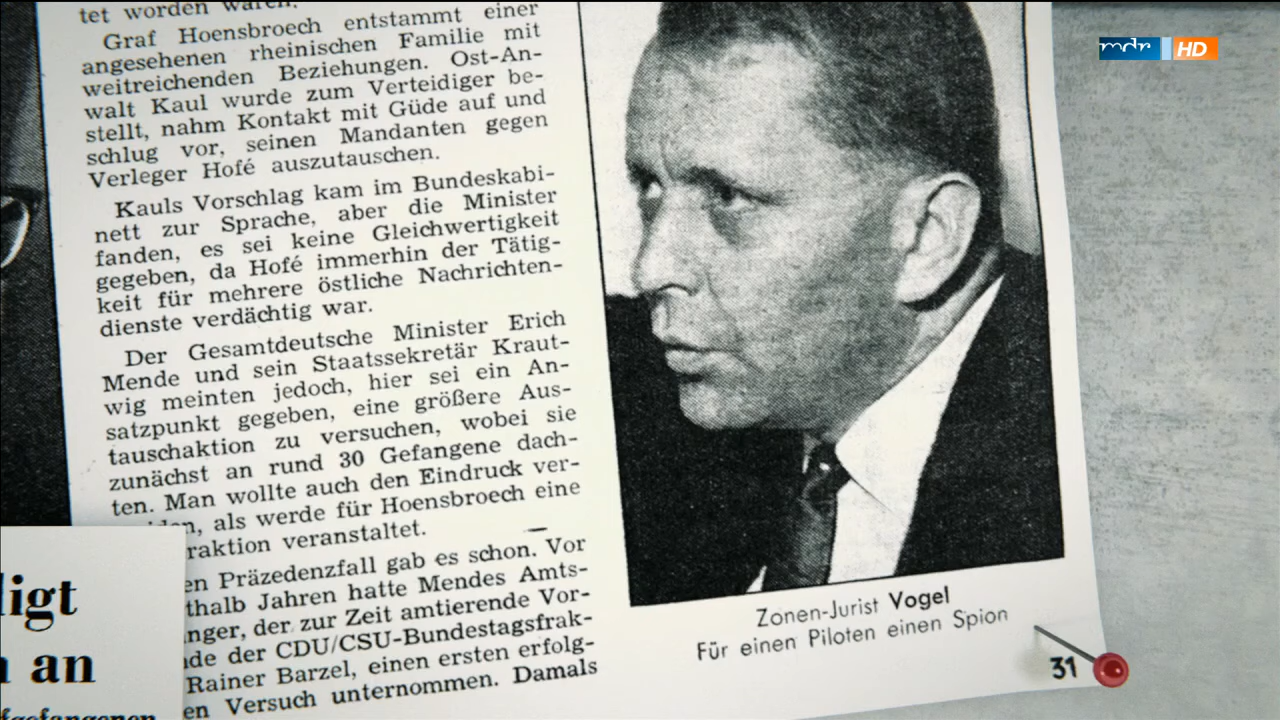 tet worden waren.
Graf Hoensbroech entstammt einer
angesehenen rheinischen Familie mit
weitreichenden Beziehungen. Ost-An-
walt Kaul wurde zum Verteidiger be-
stellt, nahm Kontakt mit Güde auf und
schlug vor, seinen Mandanten gegen
Verleger Hofé auszutauschen.
Kauls Vorschlag kam im Bundeskabi-
nett zur Sprache, aber die Minister
fanden, es sei keine Gleichwertigkeit
gegeben, da Hofé immerhin der Tätig-
keit für mehrere östliche Nachrichten-
dienste verdächtig war.
Der Gesamtdeutsche Minister Erich
Mende und sein Staatssekretär Kraut-
wig meinten jedoch, hier sei ein An-
satzpunkt gegeben, eine größere Aus-
tauschaktion zu versuchen, wobei sie
zunächst an rund 30 Gefangene dach-
ten. Man wollte auch den Eindruck ver-
n, als werde für Hoensbroech eine
raktion veranstaltet.
en Präzedenzfall gab es schon. Vor
thalb Jahren hatte Mendes Amts-
nger, der zur Zeit amtierende Vor-
de der CDU/CSU-Bundestagsfrak-
Rainer Barzel, einen ersten erfolg-
en Versuch unternommen. Damals
Zonen-Jurist Vogel
Für einen Piloten einen Spion
31
ligt
an
mdr HD